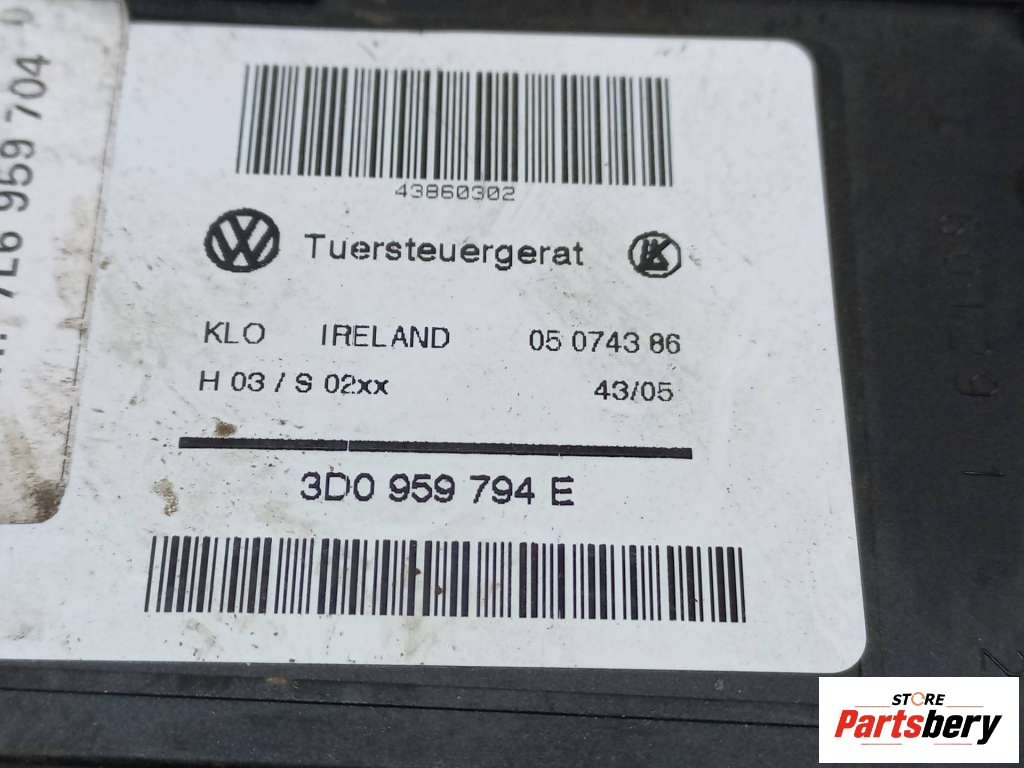 43860302
Tuersteuergerat
KLO IRELAND 05 0743 86
H 03 / S 02xx 43/05
3D0 959 794 E
7L6 959 704
STORE
Partsbery